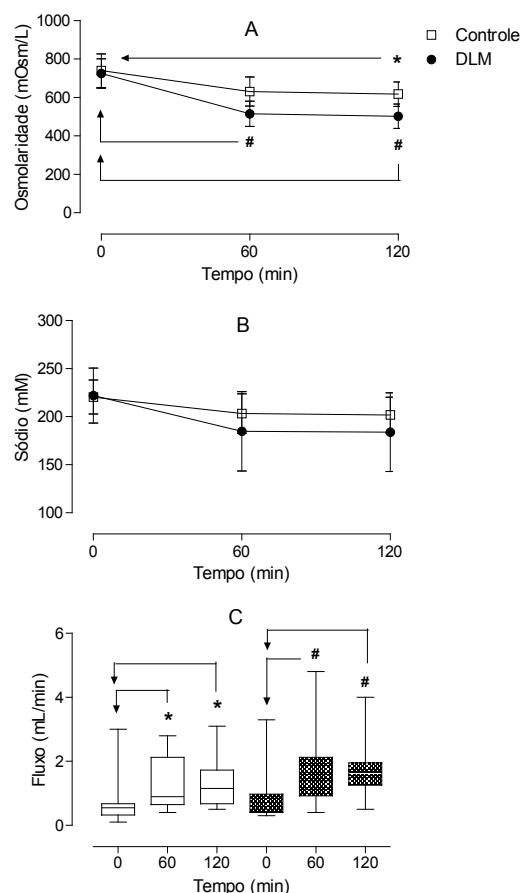 A
Controle
DLM
Osmolaridade (mOsm/L)
1000
800
600
400
200
0
*
#
#
0 60 120
Tempo (min)
B
Sódio (mM)
300
250
200
150
100
0 60 120
Tempo (min)
C
Fluxo (mL/min)
6
4
2
0
*
*
#
#
0 60 120 0 60 120
Tempo (min)